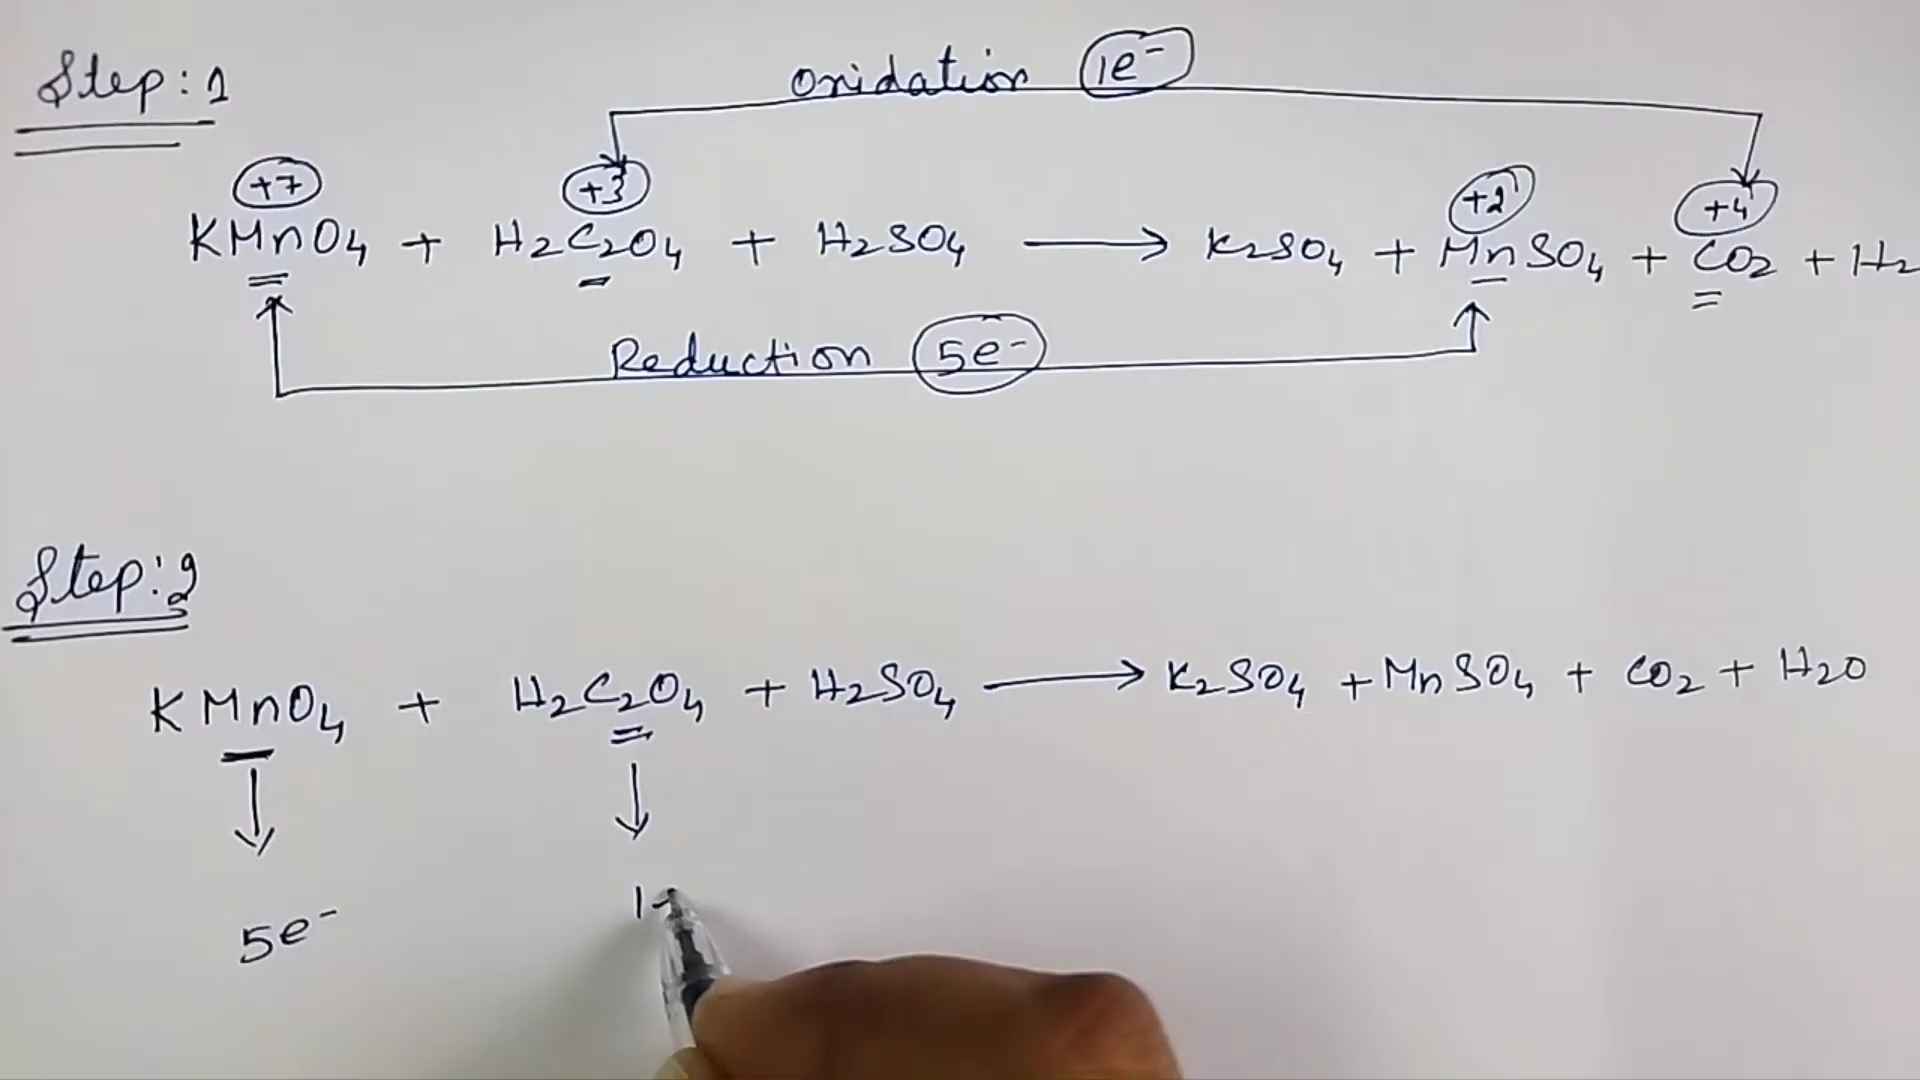 Step: 1
Oxidation 1e⁻
+7 +3 +2 +4
KMnO₄ + H₂C₂O₄ + H₂SO₄ ⟶ K₂SO₄ + MnSO₄ + CO₂ + H₂
Reduction 5e⁻
Step: 2
KMnO₄ + H₂C₂O₄ + H₂SO₄ ⟶ K₂SO₄ + MnSO₄ + CO₂ + H₂O
5e⁻ 1